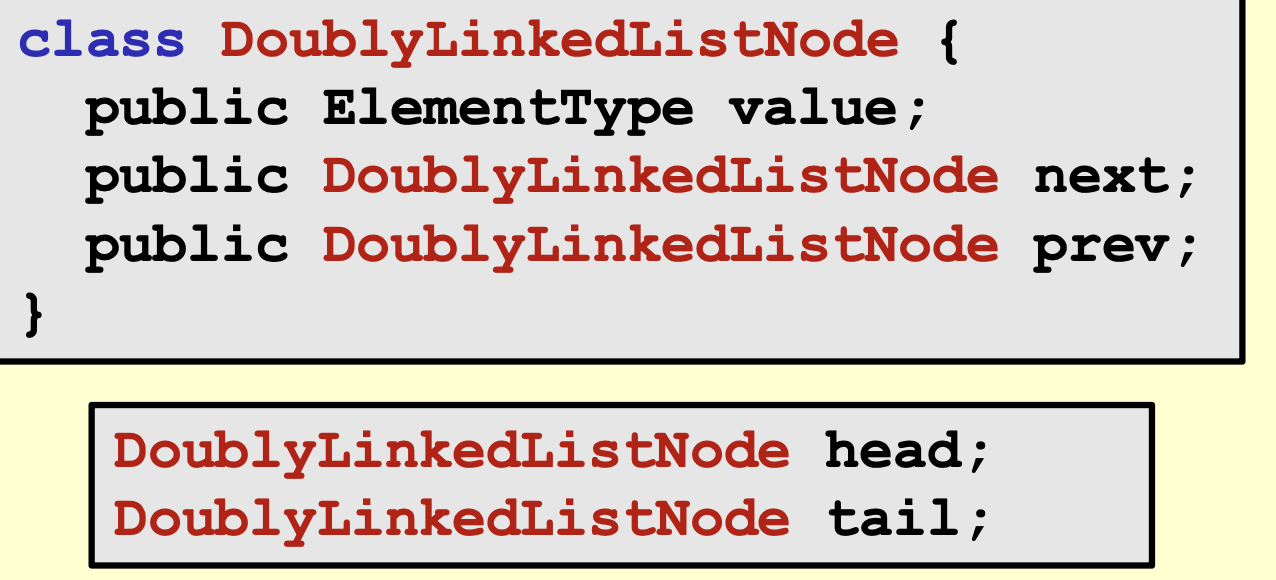 class DoublyLinkedListNode {
public ElementType value;
public DoublyLinkedListNode next;
public DoublyLinkedListNode prev;
}
DoublyLinkedListNode head;
DoublyLinkedListNode tail;